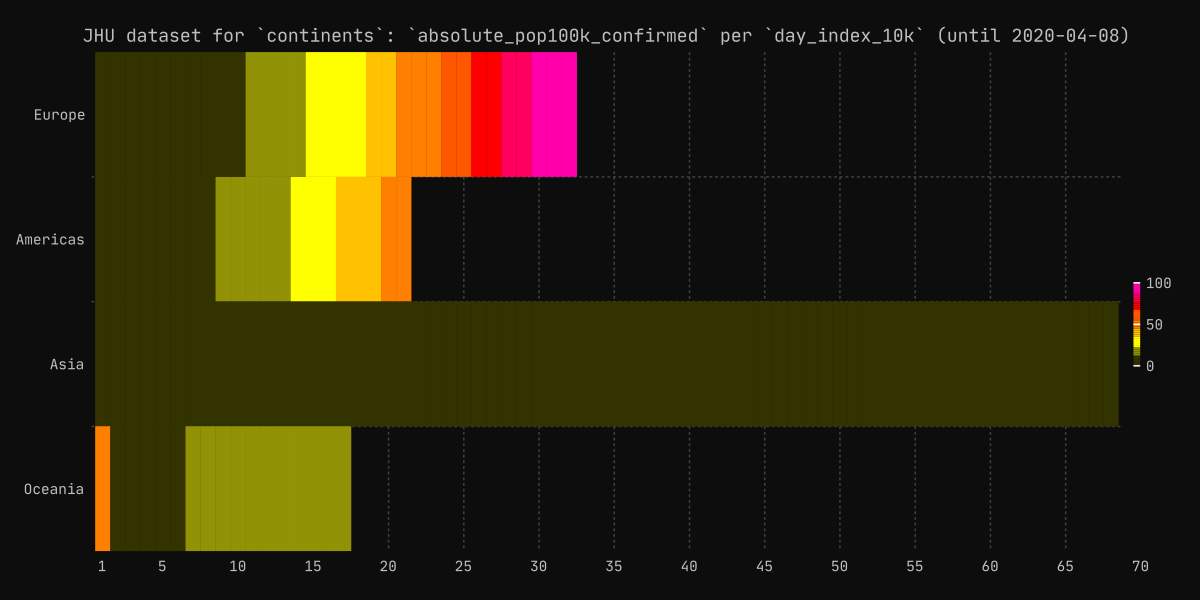 JHU dataset for `continents`: `absolute_pop100k_confirmed` per `day_index_10k` (until 2020-04-08)
Europe
Americas
Asia
Oceania
100
50
0
1 5 10 15 20 25 30 35 40 45 50 55 60 65 70